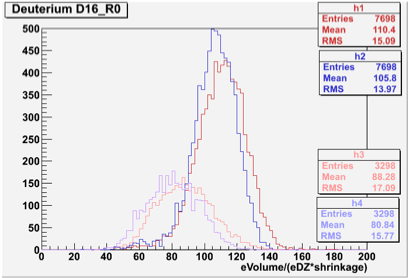 Deuterium D16_R0
h1
Entries 7698
Mean 110.4
RMS 15.09
h2
Entries 7698
Mean 105.8
RMS 13.97
h3
Entries 3298
Mean 88.28
RMS 17.09
h4
Entries 3298
Mean 80.84
RMS 15.77
500
450
400
350
300
250
200
150
100
50
0
0 20 40 60 80 100 120 140 160 180 200
eVolume/(eDZ*shrinkage)